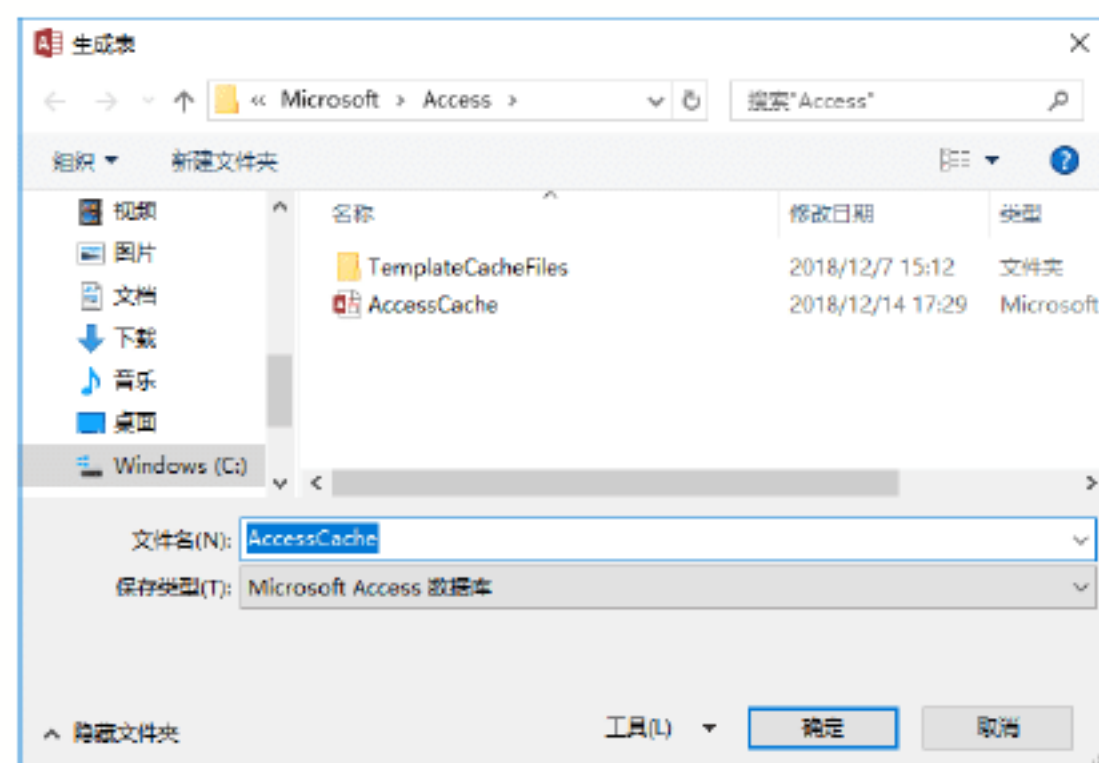 生成表
« Microsoft > Access >
搜索"Access"
组织
新建文件夹
视频
图片
文档
下载
音乐
桌面
Windows (C:)
名称 修改日期 类型
TemplateCacheFiles 2018/12/7 15:12 文件夹
AccessCache 2018/12/14 17:29 Microsoft
文件名(N): AccessCache
保存类型(T): Microsoft Access 数据库
隐藏文件夹 工具(L) 确定 取消